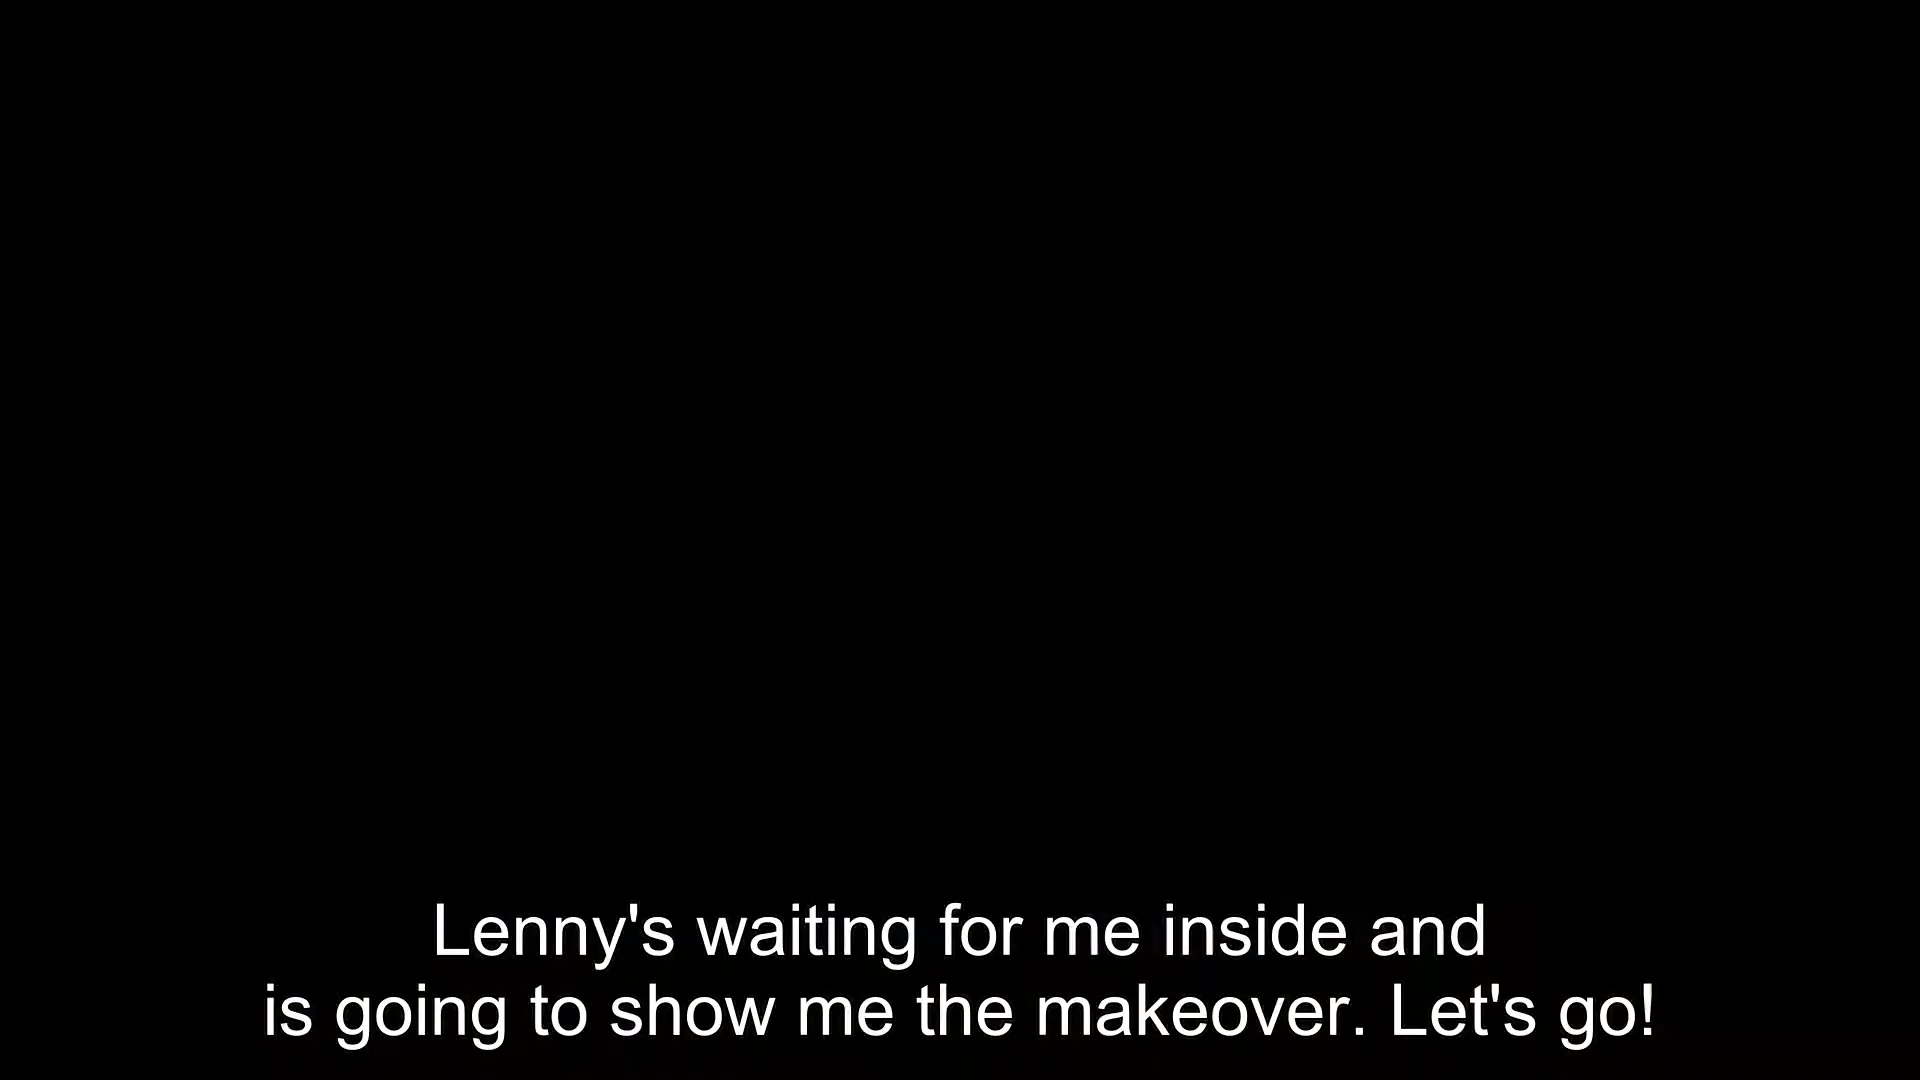 Lenny's waiting for me inside and
is going to show me the makeover. Let's go!